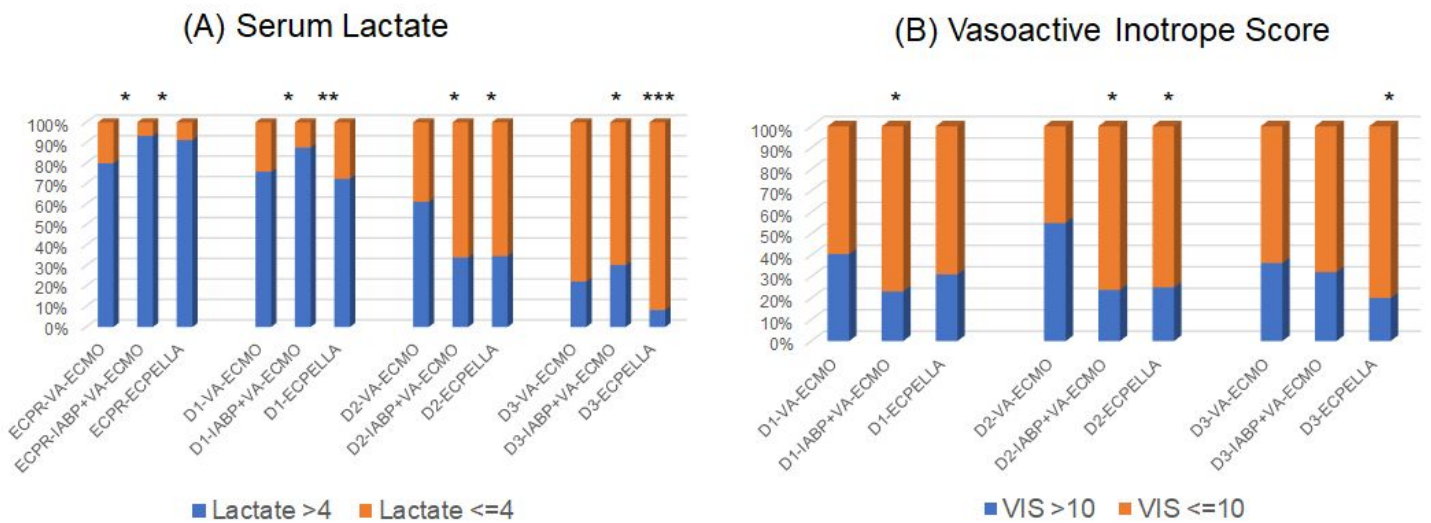 (A) Serum Lactate
* * * ** * * * ***
100%
90%
80%
70%
60%
50%
40%
30%
20%
10%
0%
ECPR-VA-ECMO
ECPR-IABP+VA-ECMO
ECPR-ECPELLA
D1-VA-ECMO
D1-IABP+VA-ECMO
D1-ECPELLA
D2-VA-ECMO
D2-IABP+VA-ECMO
D2-ECPELLA
D3-VA-ECMO
D3-IABP+VA-ECMO
D3-ECPELLA
Lactate >4 Lactate <=4
(B) Vasoactive Inotrope Score
* * * *
100%
90%
80%
70%
60%
50%
40%
30%
20%
10%
0%
D1-VA-ECMO
D1-IABP+VA-ECMO
D1-ECPELLA
D2-VA-ECMO
D2-IABP+VA-ECMO
D2-ECPELLA
D3-VA-ECMO
D3-IABP+VA-ECMO
D3-ECPELLA
VIS >10 VIS <=10